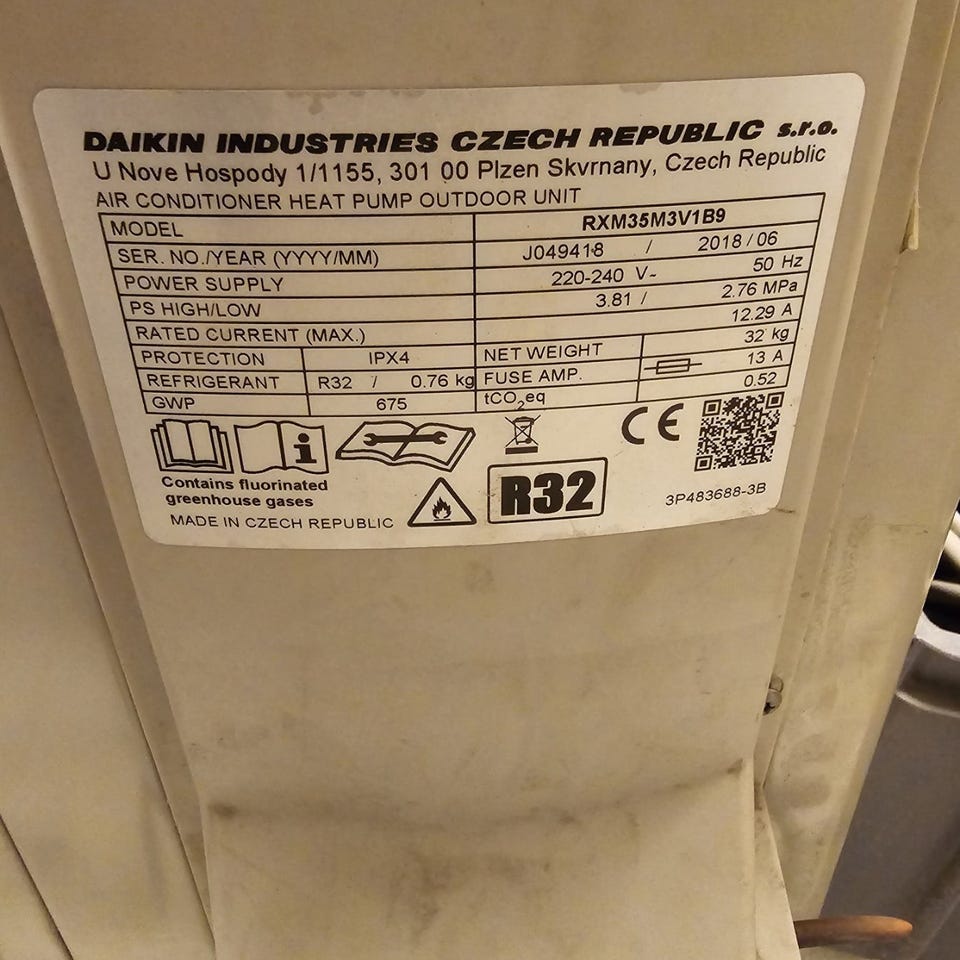 DAIKIN INDUSTRIES CZECH REPUBLIC s.r.o.
U Nove Hospody 1/1155, 301 00 Plzen Skvrnany, Czech Republic
AIR CONDITIONER HEAT PUMP OUTDOOR UNIT
MODEL RXM35M3V1B9
SER. NO./YEAR (YYYY/MM) J049418 / 2018/06
POWER SUPPLY 220-240 V~ 50 Hz
PS HIGH/LOW 3.81 / 2.76 MPa
RATED CURRENT (MAX.) 12.29 A
PROTECTION IPX4 NET WEIGHT 32 kg
REFRIGERANT R32 / 0.76 kg FUSE AMP. 13 A
GWP 675 tCO₂eq 0.52
Contains fluorinated
greenhouse gases
MADE IN CZECH REPUBLIC
R32
CE
3P483688-3B